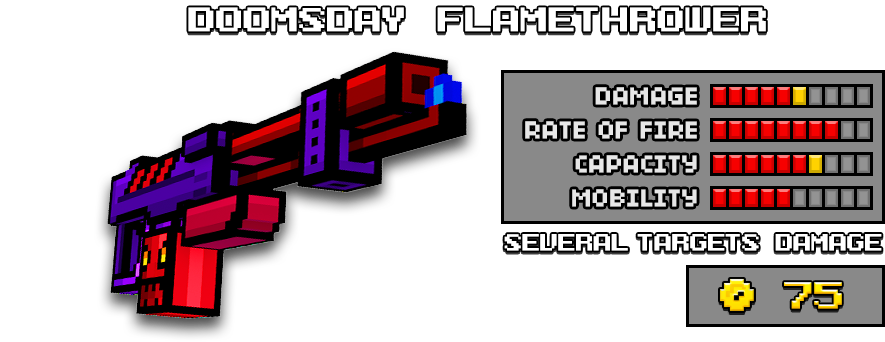 DOOMSDAY FLAMETHROWER
DAMAGE
RATE OF FIRE
CAPACITY
MOBILITY
SEVERAL TARGETS DAMAGE
75